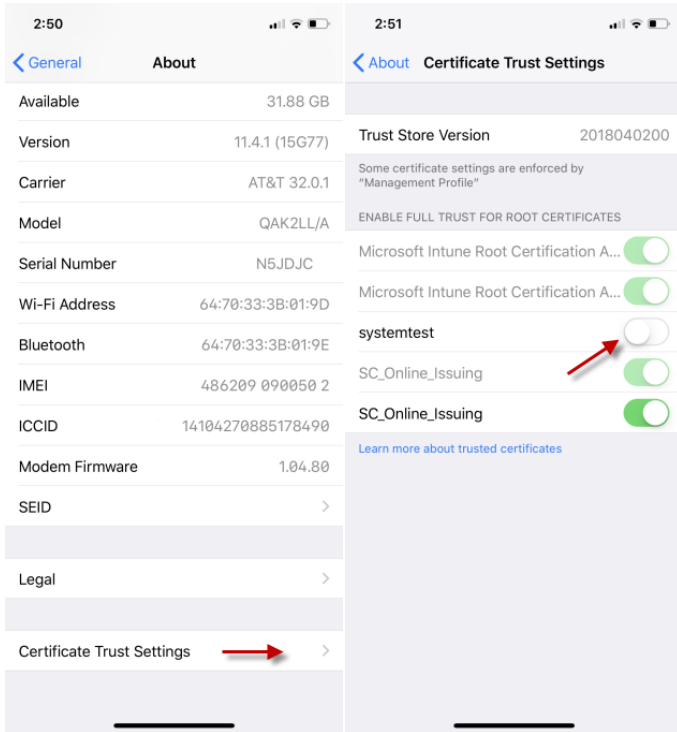 2:50
General
About
Available 31.88 GB
Version 11.4.1 (15G77)
Carrier AT&T 32.0.1
Model QAK2LL/A
Serial Number N5JDJC
Wi-Fi Address 64:70:33:3B:01:9D
Bluetooth 64:70:33:3B:01:9E
IMEI 486209 090050 2
ICCID 14104270885178490
Modem Firmware 1.04.80
SEID
Legal
Certificate Trust Settings
2:51
About
Certificate Trust Settings
Trust Store Version 2018040200
Some certificate settings are enforced by
"Management Profile"
ENABLE FULL TRUST FOR ROOT CERTIFICATES
Microsoft Intune Root Certification A...
Microsoft Intune Root Certification A...
systemtest
SC_Online_Issuing
SC_Online_Issuing
Learn more about trusted certificates